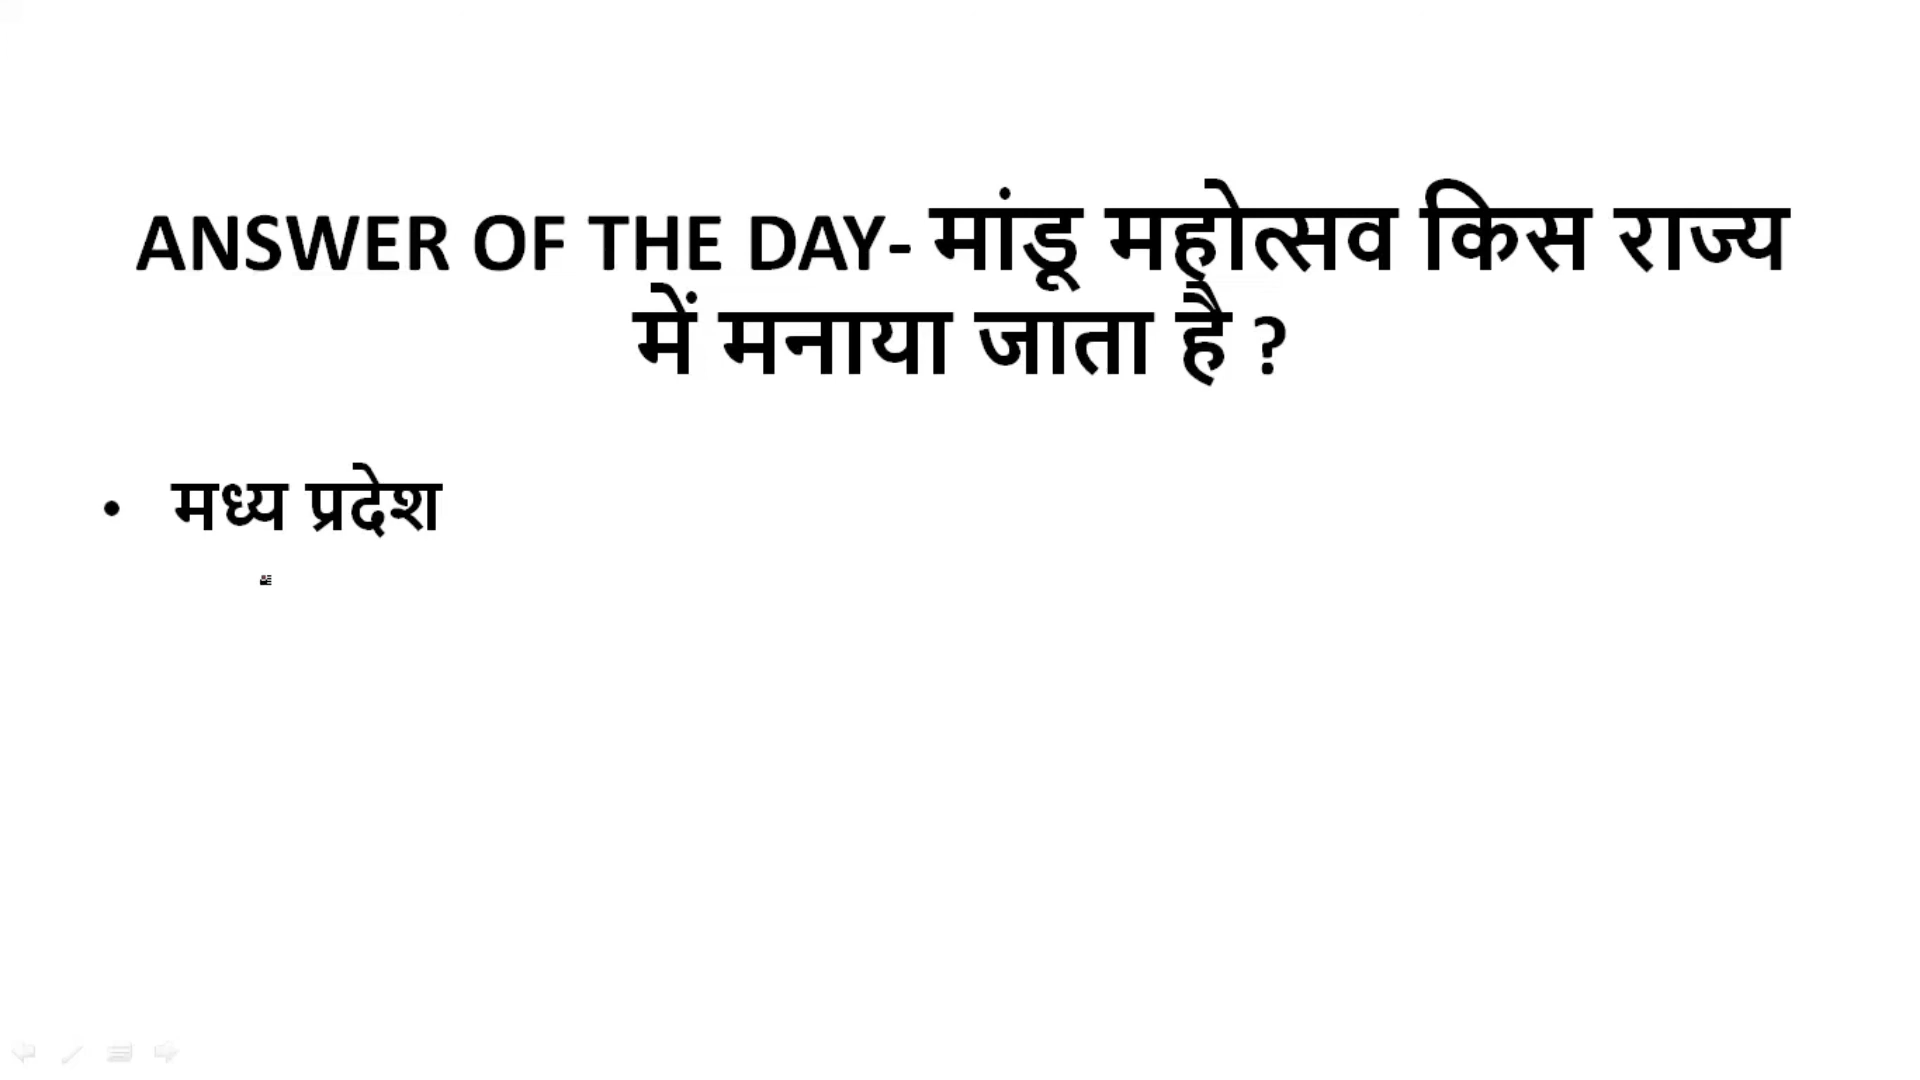 ANSWER OF THE DAY- मांडू महोत्सव किस राज्य
में मनाया जाता है ?
• मध्य प्रदेश